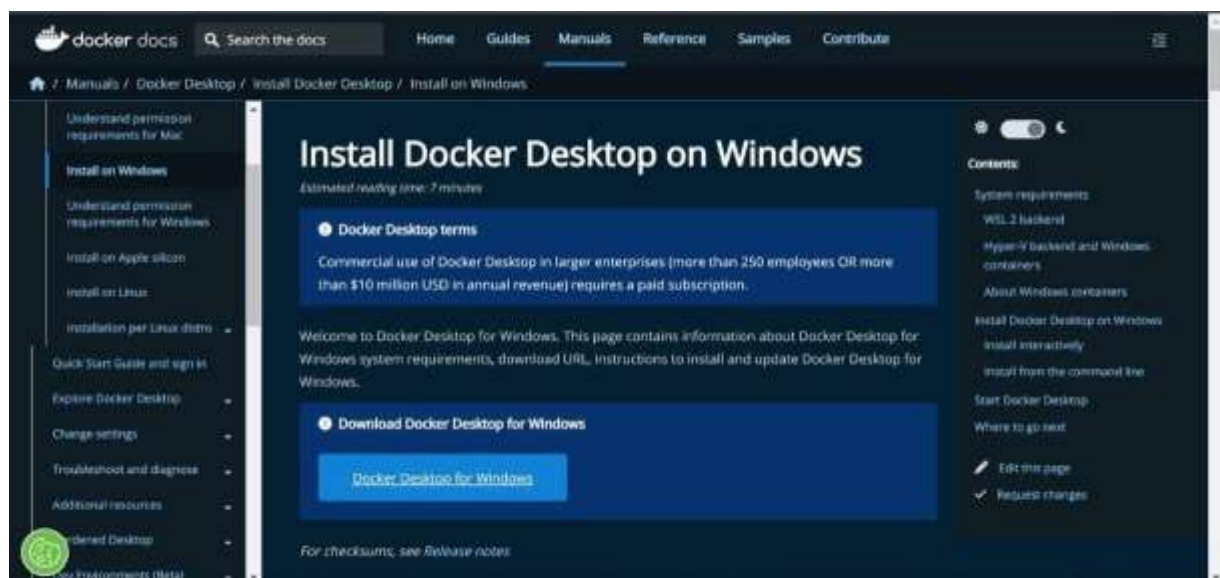 docker docs
Search the docs
Home Guides Manuals Reference Samples Contribute
/ Manuals / Docker Desktop / Install Docker Desktop / Install on Windows
Understand permission
requirements for Mac
Install on Windows
Understand permission
requirements for Windows
Install on Apple silicon
Install on Linux
Installation per Linux distro
Quick Start Guide and sign in
Explore Docker Desktop
Change settings
Troubleshoot and diagnose
Additional resources
Desktop
Dev Environments (Beta)
Install Docker Desktop on Windows
Estimated reading time: 7 minutes
Docker Desktop terms
Commercial use of Docker Desktop in larger enterprises (more than 250 employees OR more
than $10 million USD in annual revenue) requires a paid subscription.
Welcome to Docker Desktop for Windows. This page contains information about Docker Desktop for
Windows system requirements, download URL, instructions to install and update Docker Desktop for
Windows.
Download Docker Desktop for Windows
Docker Desktop for Windows
For checksums, see Release notes
Contents:
System requirements
WSL 2 backend
Hyper-V backend and Windows
containers
About Windows containers
Install Docker Desktop on Windows
Install interactively
Install from the command line
Start Docker Desktop
Where to go next
Edit this page
Request changes